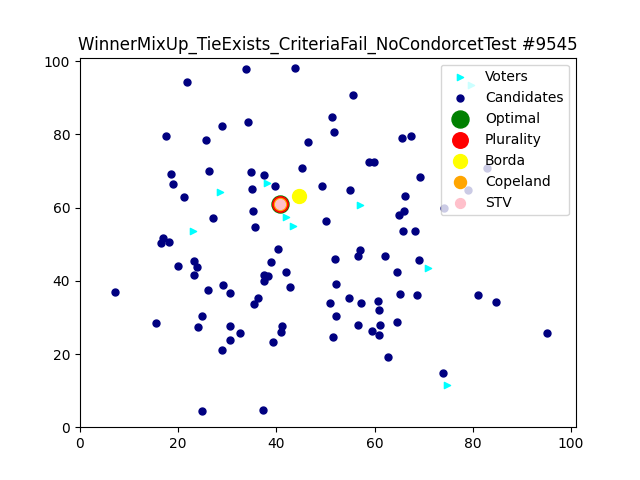 WinnerMixUp_TieExists_CriteriaFail_NoCondorcetTest #9545
100
80
60
40
20
0
0 20 40 60 80 100
Voters
Candidates
Optimal
Plurality
Borda
Copeland
STV